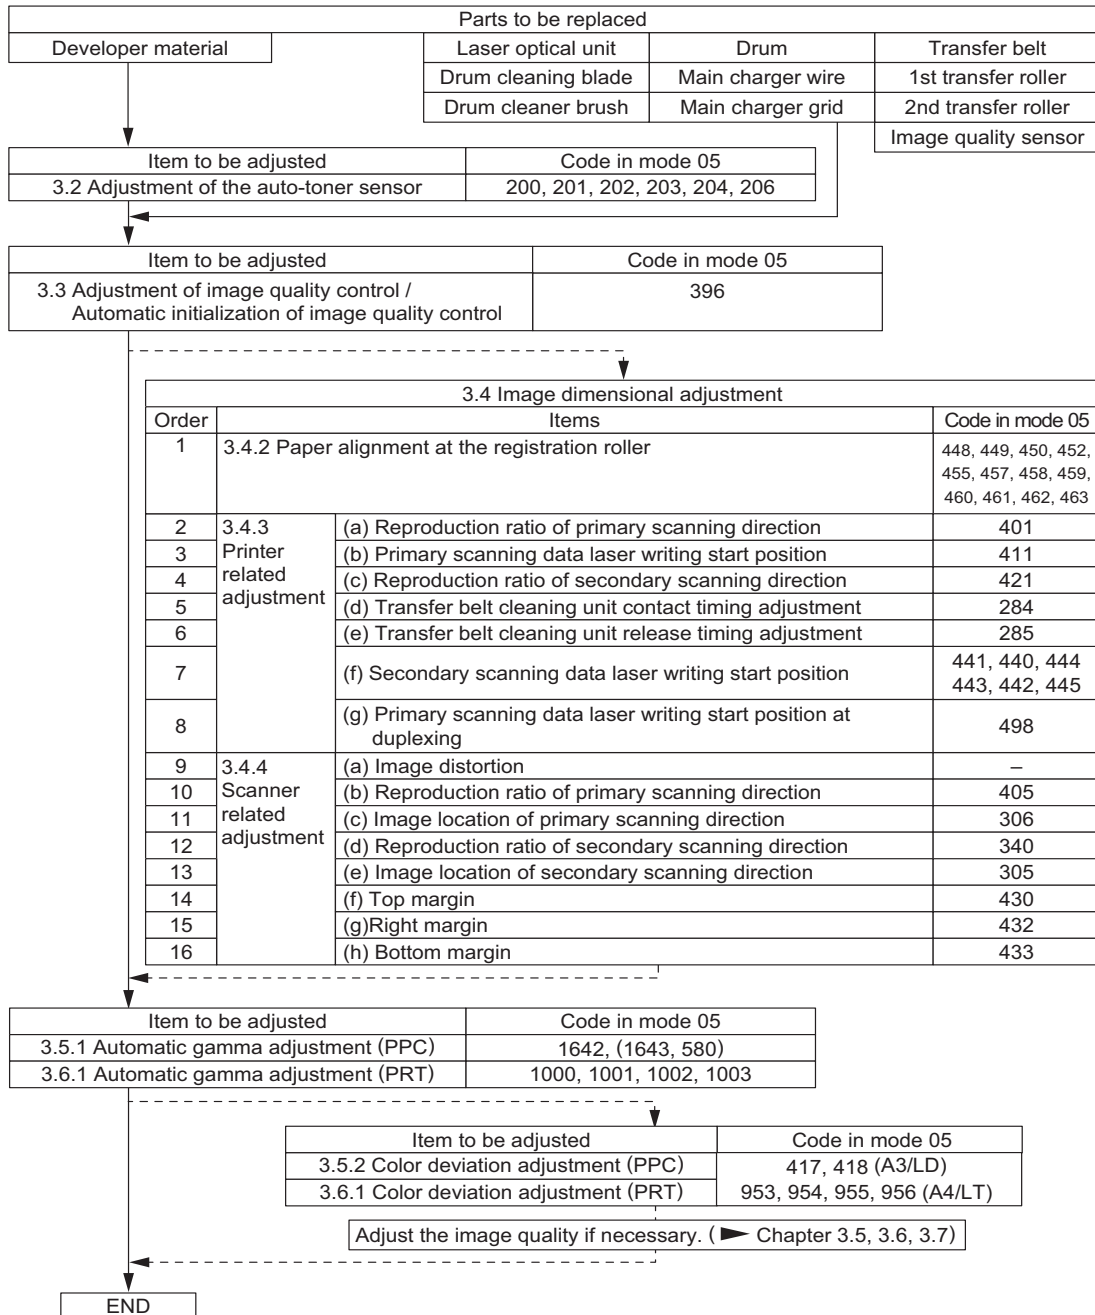 Parts to be replaced
Developer material
Laser optical unit Drum Transfer belt
Drum cleaning blade Main charger wire 1st transfer roller
Drum cleaner brush Main charger grid 2nd transfer roller
Image quality sensor
Item to be adjusted Code in mode 05
3.2 Adjustment of the auto-toner sensor 200, 201, 202, 203, 204, 206
Item to be adjusted Code in mode 05
3.3 Adjustment of image quality control / 396
Automatic initialization of image quality control
3.4 Image dimensional adjustment
Order Items Code in mode 05
1 3.4.2 Paper alignment at the registration roller 448, 449, 450, 452,
455, 457, 458, 459,
460, 461, 462, 463
3.4.3
Printer
related
adjustment
2 (a) Reproduction ratio of primary scanning direction 401
3 (b) Primary scanning data laser writing start position 411
4 (c) Reproduction ratio of secondary scanning direction 421
5 (d) Transfer belt cleaning unit contact timing adjustment 284
6 (e) Transfer belt cleaning unit release timing adjustment 285
7 (f) Secondary scanning data laser writing start position 441, 440, 444
443, 442, 445
8 (g) Primary scanning data laser writing start position at 498
duplexing
3.4.4
Scanner
related
adjustment
9 (a) Image distortion –
10 (b) Reproduction ratio of primary scanning direction 405
11 (c) Image location of primary scanning direction 306
12 (d) Reproduction ratio of secondary scanning direction 340
13 (e) Image location of secondary scanning direction 305
14 (f) Top margin 430
15 (g)Right margin 432
16 (h) Bottom margin 433
Item to be adjusted Code in mode 05
3.5.1 Automatic gamma adjustment (PPC) 1642, (1643, 580)
3.6.1 Automatic gamma adjustment (PRT) 1000, 1001, 1002, 1003
Item to be adjusted Code in mode 05
3.5.2 Color deviation adjustment (PPC) 417, 418 (A3/LD)
3.6.1 Color deviation adjustment (PRT) 953, 954, 955, 956 (A4/LT)
Adjust the image quality if necessary. ( ► Chapter 3.5, 3.6, 3.7)
END